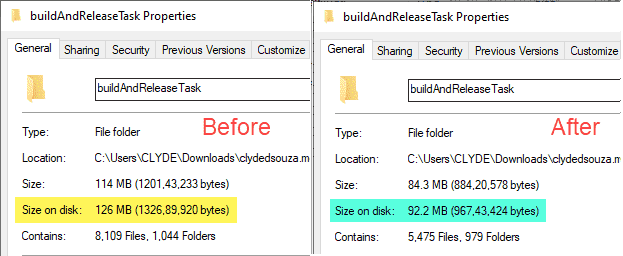 buildAndReleaseTask Properties
General Sharing Security Previous Versions Customize
buildAndReleaseTask
Before
Type: File folder
Location: C:\Users\CLYDE\Downloads\clydedsouza.m
Size: 114 MB (1201,43,233 bytes)
Size on disk: 126 MB (1326,89,920 bytes)
Contains: 8,109 Files, 1,044 Folders
buildAndReleaseTask Properties
General Sharing Security Previous Versions Customize
buildAndReleaseTask
After
Type: File folder
Location: C:\Users\CLYDE\Downloads\clydedsouza.m
Size: 84.3 MB (884,20,578 bytes)
Size on disk: 92.2 MB (967,43,424 bytes)
Contains: 5,475 Files, 979 Folders